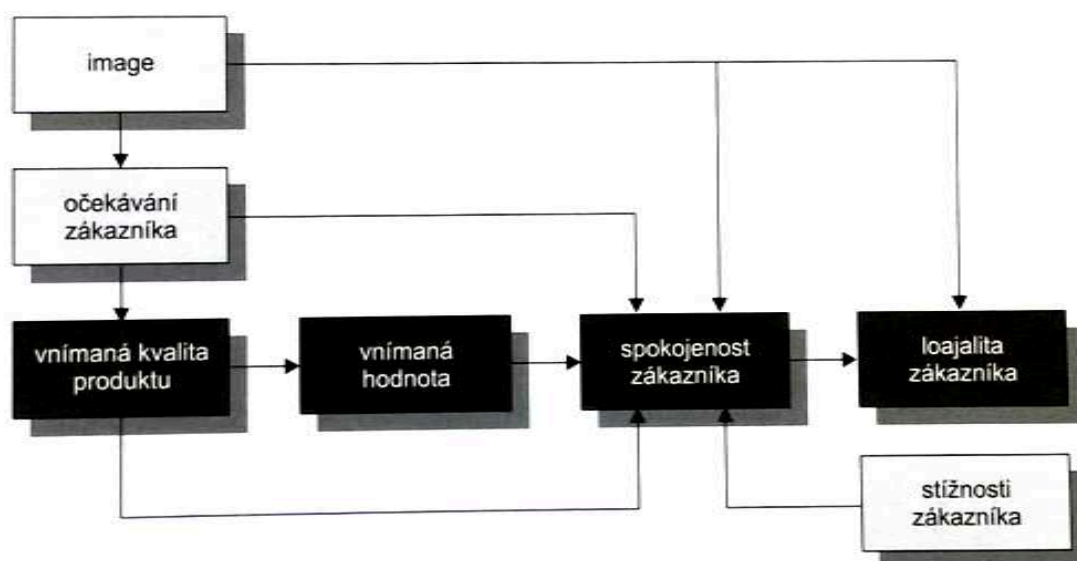 image
očekávání
zákazníka
vnímaná kvalita
produktu
vnímaná
hodnota
spokojenost
zákazníka
loajalita
zákazníka
stížnosti
zákazníka